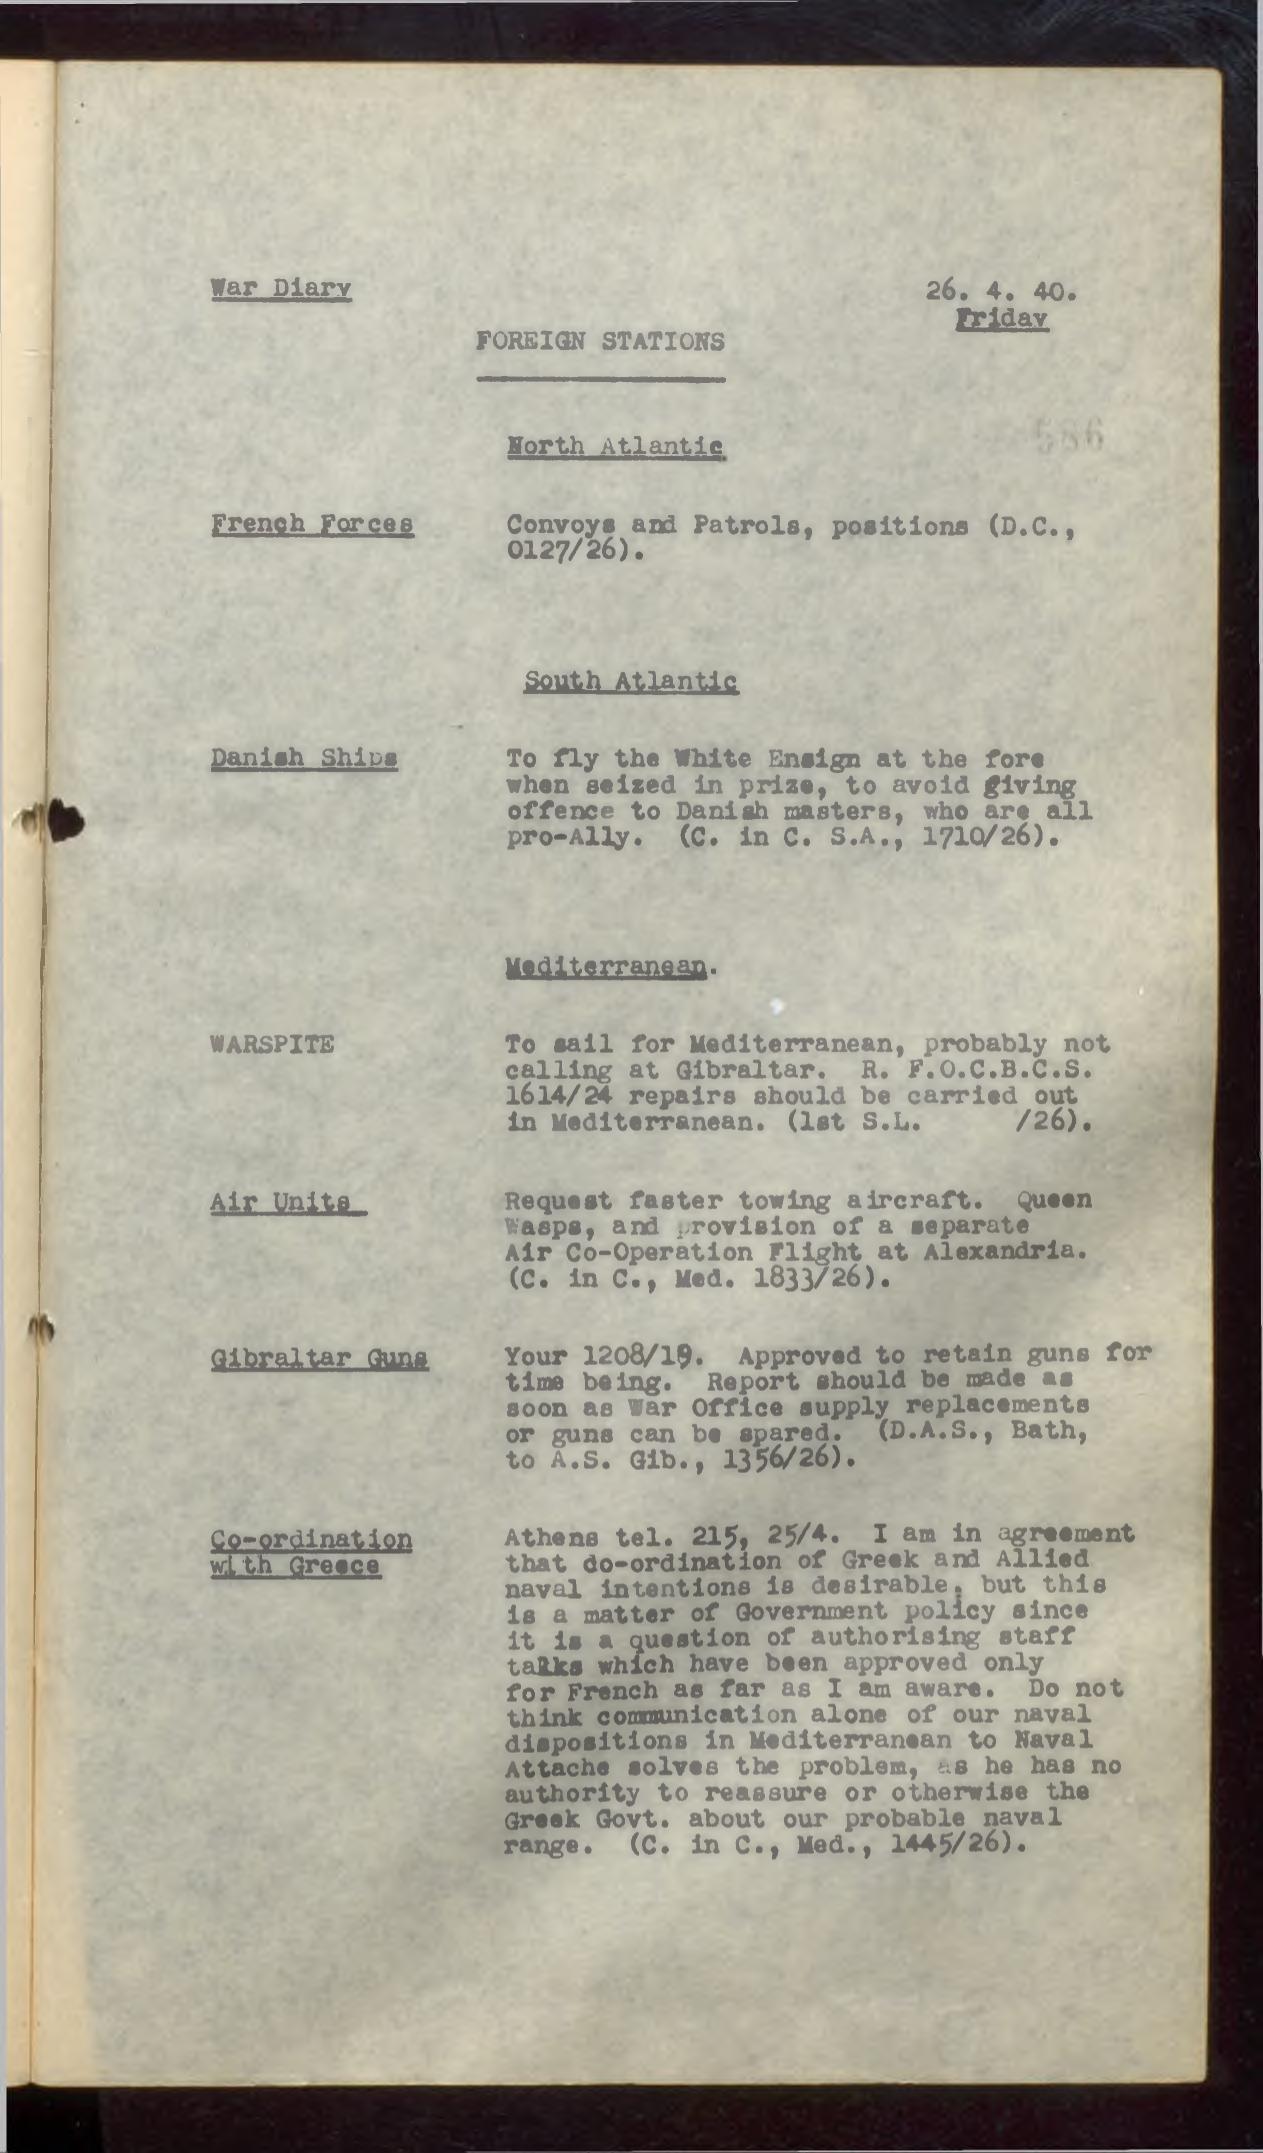 War Diary
26. 4. 40.
Friday
FOREIGN STATIONS
586
North Atlantic
French Forces
Convoys and Patrols, positions (D.C.,
0127/26).
South Atlantic
Danish Ships
To fly the White Ensign at the fore
when seized in prize, to avoid giving
offence to Danish masters, who are all
pro-Ally. (C. in C. S.A., 1710/26).
Mediterranean.
WARSPITE
To sail for Mediterranean, probably not
calling at Gibraltar. R. F.O.C.B.C.S.
1614/24 repairs should be carried out
in Mediterranean. (1st S.L. /26).
Air Units
Request faster towing aircraft. Queen
Wasps, and provision of a separate
Air Co-Operation Flight at Alexandria.
(C. in C., Med. 1833/26).
Gibraltar Guns
Your 1208/19. Approved to retain guns for
time being. Report should be made as
soon as War Office supply replacements
or guns can be spared. (D.A.S., Bath,
to A.S. Gib., 1356/26).
Co-ordination
with Greece
Athens tel. 215, 25/4. I am in agreement
that do-ordination of Greek and Allied
naval intentions is desirable, but this
is a matter of Government policy since
it is a question of authorising staff
talks which have been approved only
for French as far as I am aware. Do not
think communication alone of our naval
dispositions in Mediterranean to Naval
Attache solves the problem, as he has no
authority to reassure or otherwise the
Greek Govt. about our probable naval
range. (C. in C., Med., 1445/26).